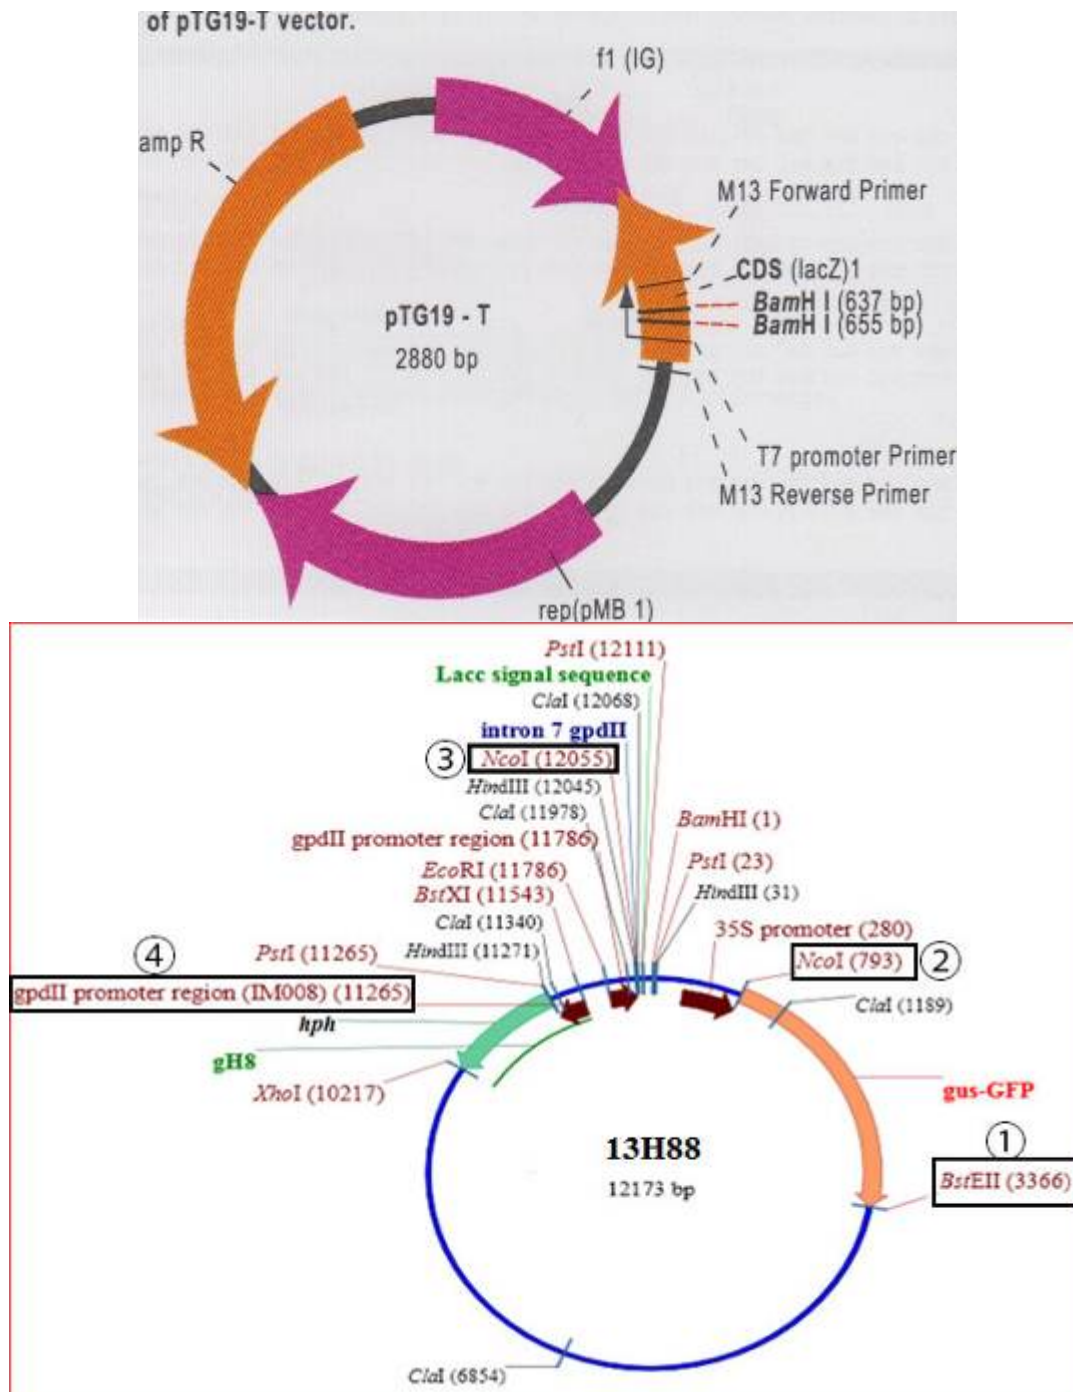 of pTG19-T vector.
f1 (IG)
amp R
M13 Forward Primer
CDS (lacZ)1
BamH I (637 bp)
BamH I (655 bp)
pTG19 - T
2880 bp
T7 promoter Primer
M13 Reverse Primer
rep(pMB 1)
PstI (12111)
Lacc signal sequence
ClaI (12068)
intron 7 gpdII
③ NcoI (12055)
HindIII (12045)
ClaI (11978)
gpdII promoter region (11786)
EcoRI (11786)
BstXI (11543)
ClaI (11340)
HindIII (11271)
PstI (11265)
④
gpdII promoter region (IM008) (11265)
hph
gH8
XhoI (10217)
BamHI (1)
PstI (23)
HindIII (31)
35S promoter (280)
NcoI (793) ②
ClaI (1189)
gus-GFP
①
BstEII (3366)
13H88
12173 bp
ClaI (6854)